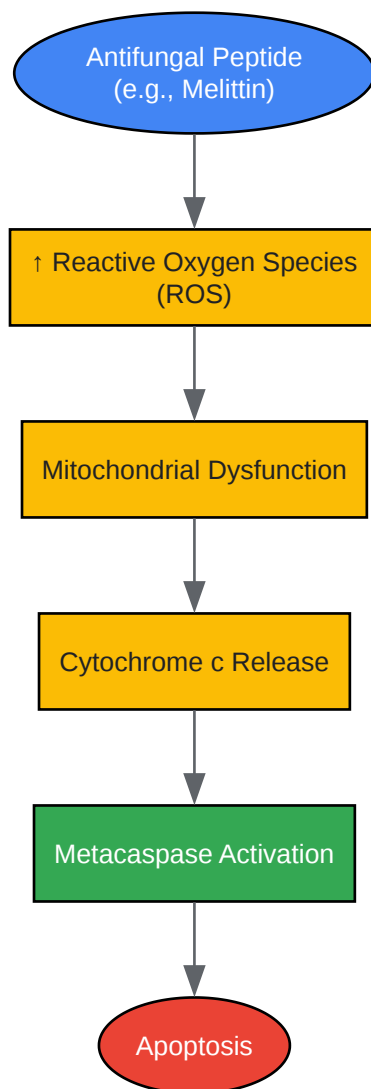 Antifungal Peptide
(e.g., Melittin)
↑ Reactive Oxygen Species
(ROS)
Mitochondrial Dysfunction
Cytochrome c Release
Metacaspase Activation
Apoptosis